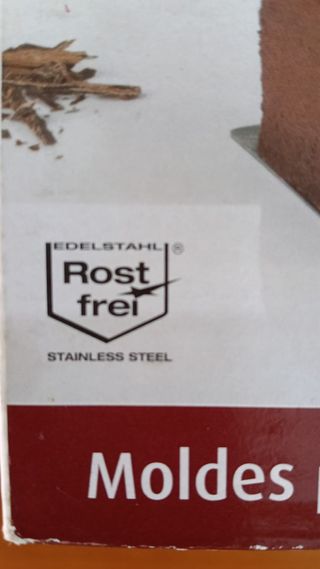 EDELSTAHL ®
Rost
frei
STAINLESS STEEL
Moldes